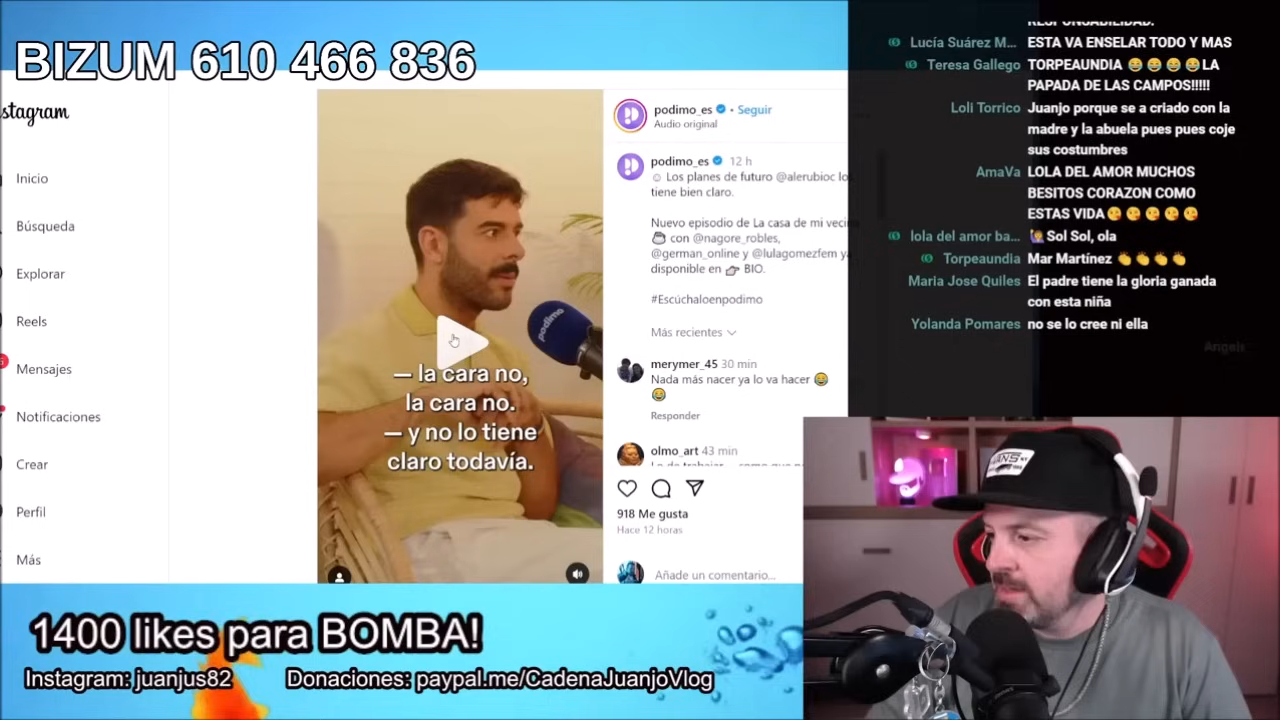 BIZUM 610 466 836
stagram
Inicio
Búsqueda
Explorar
Reels
Mensajes
Notificaciones
Crear
Perfil
Más
podimo
— la cara no,
la cara no.
— y no lo tiene
claro todavía.
podimo_es • Seguir
Audio original
podimo_es 12 h
☺ Los planes de futuro @alerubioc lo
tiene bien claro.
Nuevo episodio de La casa de mi veci
con @nagore_robles,
@german_online y @lulagomezfem ya
disponible en 👉 BIO.
#Escúchaloenpodimo
Más recientes
merymer_45 30 min
Nada más nacer ya lo va hacer 😂
😂
Responder
olmo_art 43 min
918 Me gusta
Hace 12 horas
Añade un comentario...
RESPONSABILIDAD.
Lucía Suárez M... ESTA VA ENSELAR TODO Y MAS
Teresa Gallego TORPEAUNDIA 😂😂😂😂LA
PAPADA DE LAS CAMPOS!!!!!
Loli Torrico Juanjo porque se a criado con la
madre y la abuela pues pues coje
sus costumbres
AmaVa LOLA DEL AMOR MUCHOS
BESITOS CORAZON COMO
ESTAS VIDA😘😘😘😘😘
lola del amor ba... 🙋‍♀️Sol Sol, ola
Torpeaundia Mar Martínez 👏👏👏👏
Maria Jose Quiles El padre tiene la gloria ganada
con esta niña
Yolanda Pomares no se lo cree ni ella
Angels
VANS
1400 likes para BOMBA!
Instagram: juanjus82 Donaciones: paypal.me/CadenaJuanjoVlog